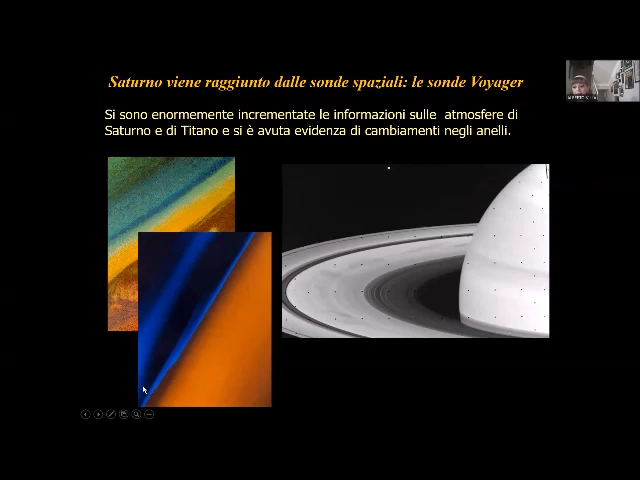 Saturno viene raggiunto dalle sonde spaziali: le sonde Voyager
Si sono enormemente incrementate le informazioni sulle atmosfere di
Saturno e di Titano e si è avuta evidenza di cambiamenti negli anelli.